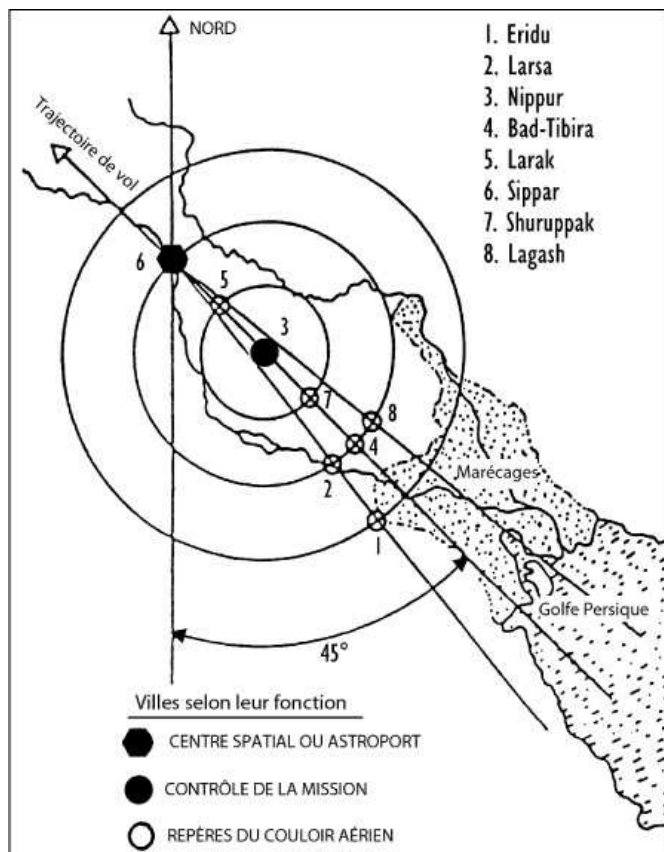 NORD
1. Eridu
2. Larsa
3. Nippur
4. Bad-Tibira
5. Larak
6. Sippar
7. Shuruppak
8. Lagash
Trajectoire de vol
6
5
3
7
8
4
2
1
Marécages
Golfe Persique
45°
Villes selon leur fonction
CENTRE SPATIAL OU ASTROPORT
CONTRÔLE DE LA MISSION
REPÈRES DU COULOIR AÉRIEN